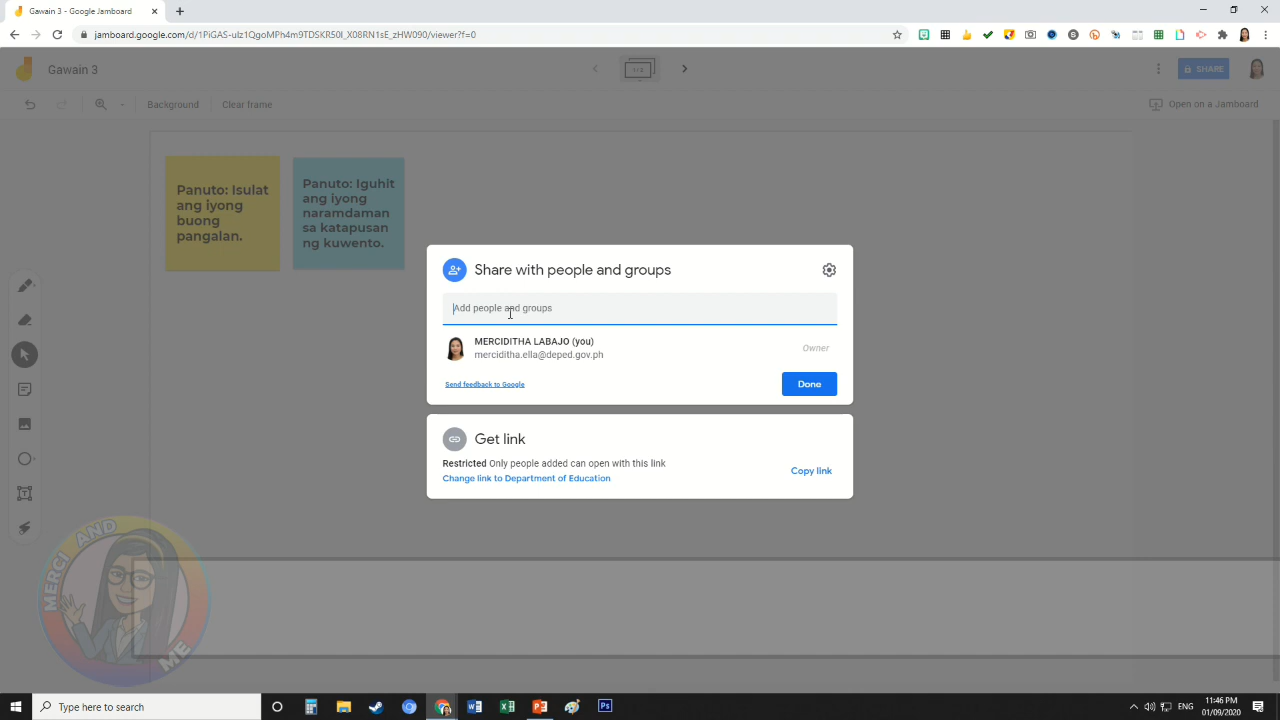 Gawain 3 - Google Jamboard
jamboard.google.com/d/1PiGAS-ulz1QgoMPh4m9TDSKR50I_X08RN1sE_zHW090/viewer?f=0
Gawain 3
1/2
SHARE
Background
Clear frame
Open on a Jamboard
Panuto: Isulat
ang iyong
buong
pangalan.
Panuto: Iguhit
ang iyong
naramdaman
sa katapusan
ng kuwento.
Share with people and groups
Add people and groups
MERCIDITHA LABAJO (you)
merciditha.ella@deped.gov.ph
Owner
Send feedback to Google
Done
Get link
Restricted Only people added can open with this link
Change link to Department of Education
Copy link
MERCI AND
ME
Type here to search
ENG
11:46 PM
01/09/2020